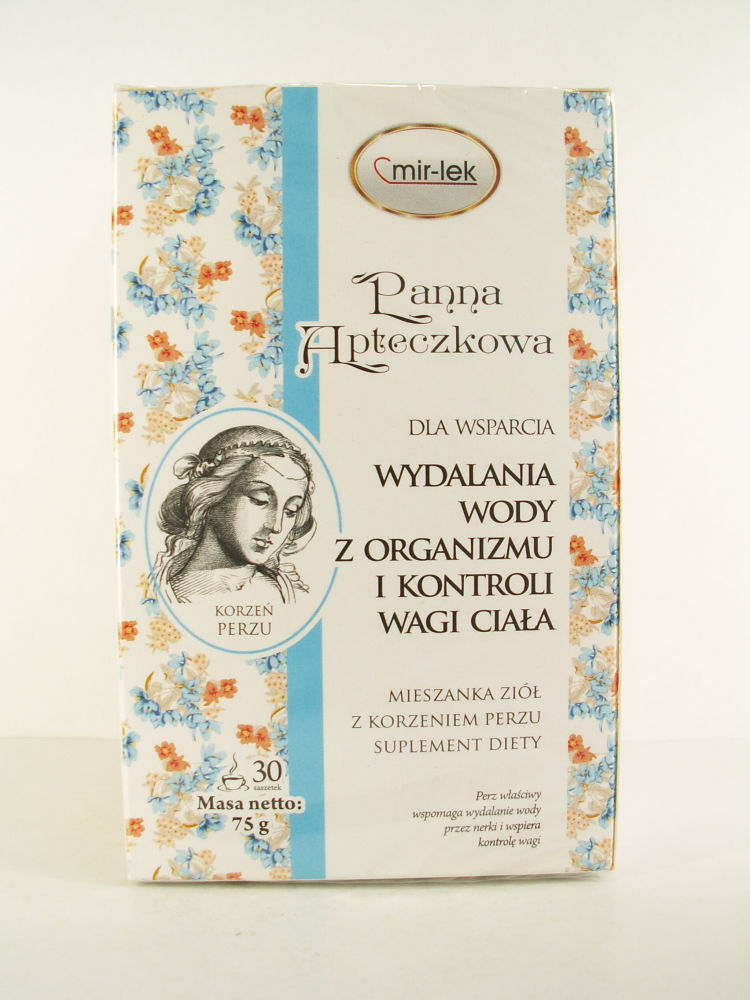 mir-lek
Panna
Apteczkowa
DLA WSPARCIA
WYDALANIA
WODY
Z ORGANIZMU
I KONTROLI
WAGI CIAŁA
KORZEŃ
PERZU
MIESZANKA ZIÓŁ
Z KORZENIEM PERZU
SUPLEMENT DIETY
30
saszetek
Masa netto:
75 g
Perz właściwy
wspomaga wydalanie wody
przez nerki i wspiera
kontrolę wagi